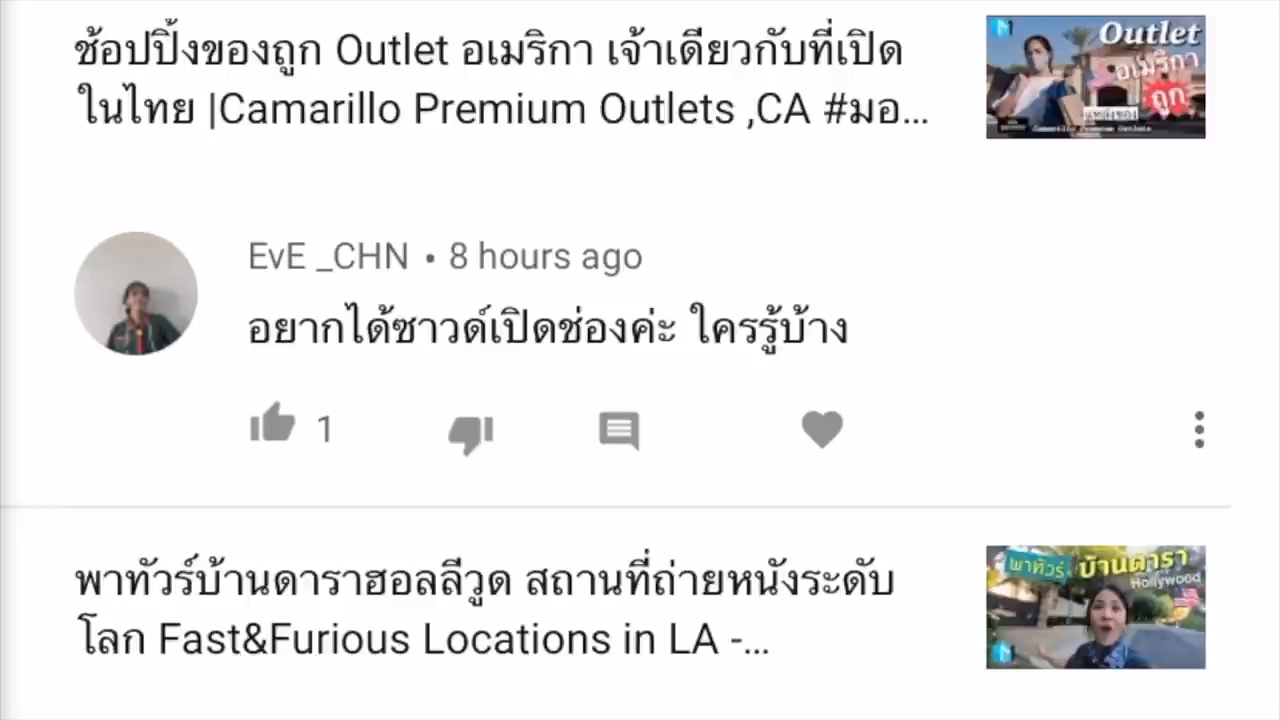 ช้อปปิ้งของถูก Outlet อเมริกา เจ้าเดียวกับที่เปิด
ในไทย |Camarillo Premium Outlets ,CA #มอ...
Outlet
อเมริกา
ถูก
Camarillo Premium Outlets
EvE _CHN • 8 hours ago
อยากได้ซาวด์เปิดช่องค่ะ ใครรู้บ้าง
1
พาทัวร์บ้านดาราฮอลลีวูด สถานที่ถ่ายหนังระดับ
โลก Fast&Furious Locations in LA -...
พาทัวร์ บ้านดารา
Hollywood